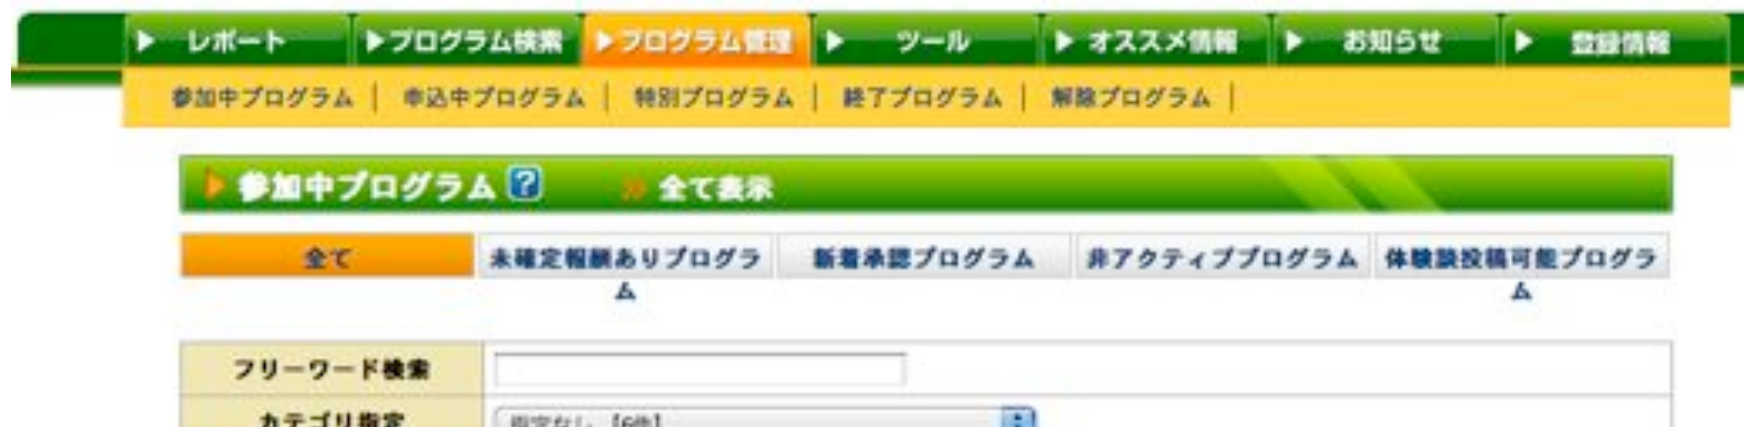 レポート ▶プログラム検索 ▶プログラム管理 ▶ ツール ▶ オススメ情報 ▶ お知らせ ▶ 登録情報
参加中プログラム | 申込中プログラム | 特別プログラム | 終了プログラム | 解除プログラム |
参加中プログラム ? 全て表示
全て 未確定報酬ありプログラ 新着承認プログラム 非アクティブプログラム 体験談投稿可能プログラ
ム ム
フリーワード検索
カテゴリ指定 指定なし [6件]